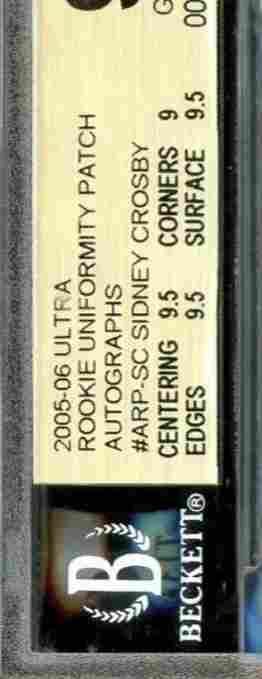 2005-06 ULTRA
ROOKIE UNIFORMITY PATCH
AUTOGRAPHS
#ARP-SC SIDNEY CROSBY
CENTERING 9.5 CORNERS 9
EDGES 9.5 SURFACE 9.5
G
00
B
BECKETT®